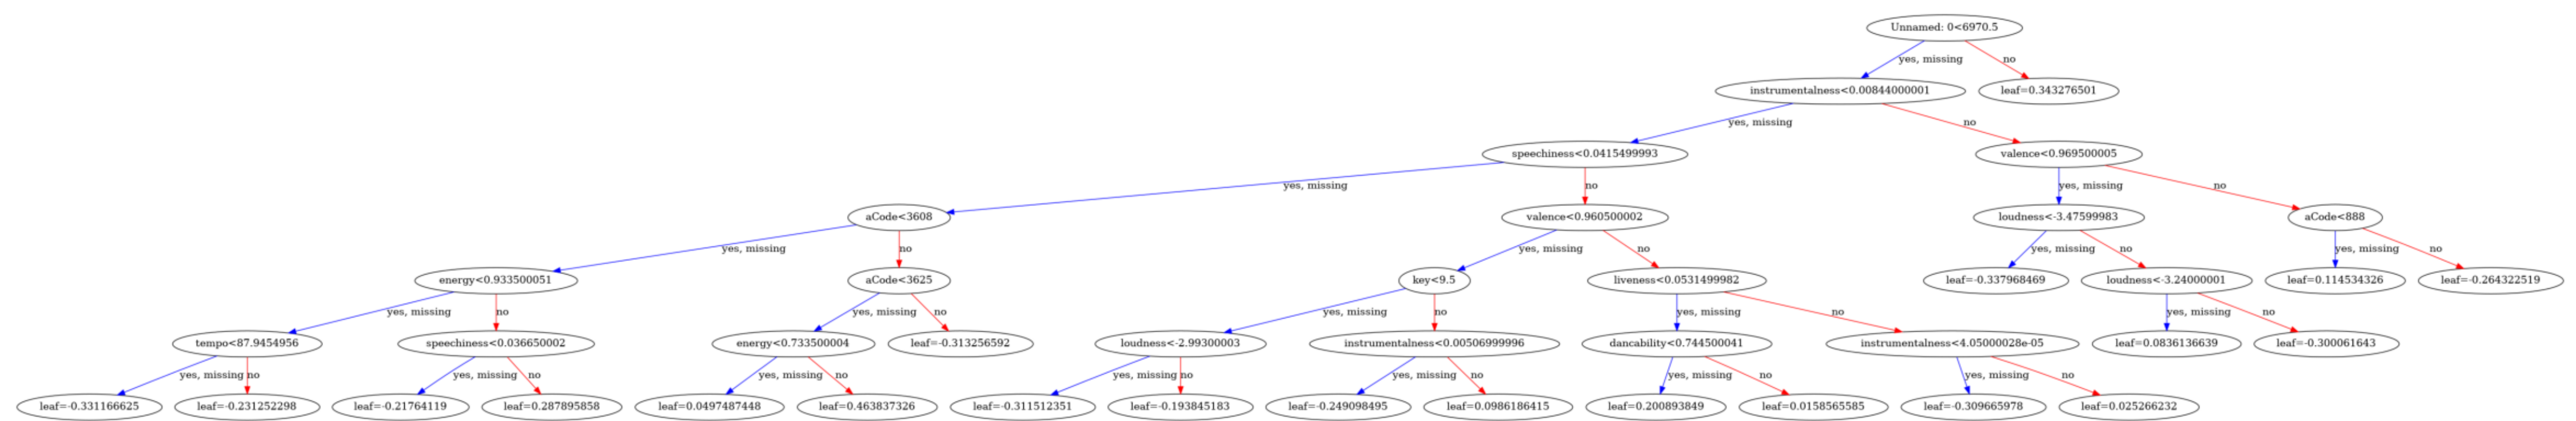 Unnamed: 0<6970.5
yes, missing
no
instrumentalness<0.00844000001
leaf=0.343276501
yes, missing
no
speechiness<0.0415499993
valence<0.969500005
yes, missing
no
yes, missing
no
aCode<3608
valence<0.960500002
loudness<-3.47599983
aCode<888
yes, missing
no
yes, missing
no
yes, missing
no
yes, missing
no
energy<0.933500051
aCode<3625
key<9.5
liveness<0.0531499982
leaf=-0.337968469
loudness<-3.24000001
leaf=0.114534326
leaf=-0.264322519
yes, missing
no
yes, missing
no
yes, missing
no
yes, missing
no
yes, missing
no
tempo<87.9454956
speechiness<0.036650002
energy<0.733500004
leaf=-0.313256592
loudness<-2.99300003
instrumentalness<0.00506999996
dancability<0.744500041
instrumentalness<4.05000028e-05
leaf=0.0836136639
leaf=-0.300061643
yes, missing
no
yes, missing
no
yes, missing
no
yes, missing
no
yes, missing
no
yes, missing
no
yes, missing
no
leaf=-0.331166625
leaf=-0.231252298
leaf=-0.21764119
leaf=0.287895858
leaf=0.0497487448
leaf=0.463837326
leaf=-0.311512351
leaf=-0.193845183
leaf=-0.249098495
leaf=0.0986186415
leaf=0.200893849
leaf=0.0158565585
leaf=-0.309665978
leaf=0.025266232